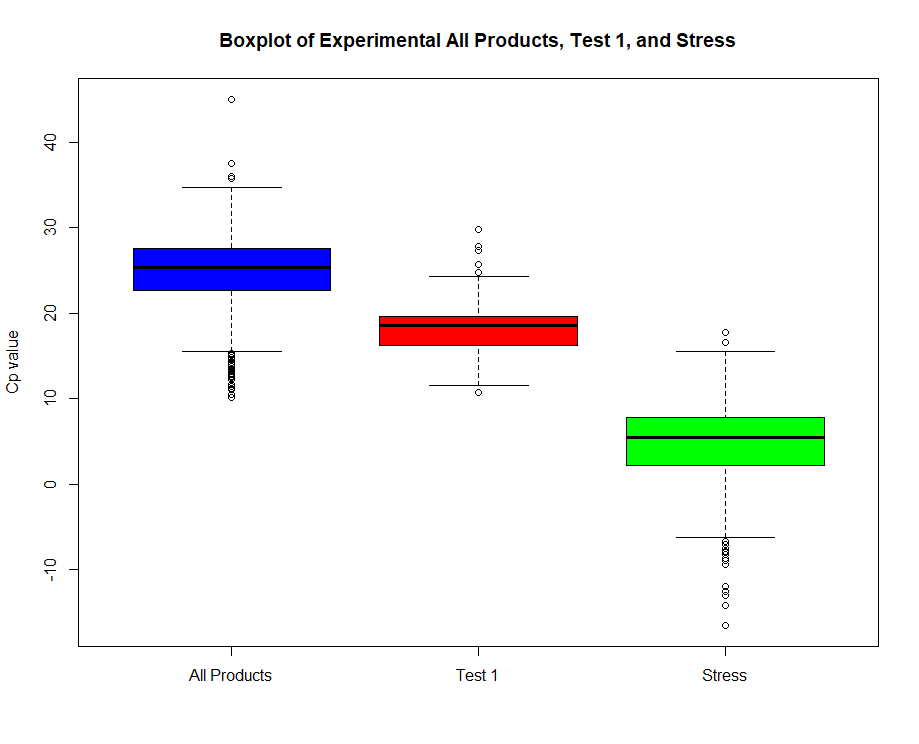 Boxplot of Experimental All Products, Test 1, and Stress
Cp value
40
30
20
10
0
-10
All Products
Test 1
Stress